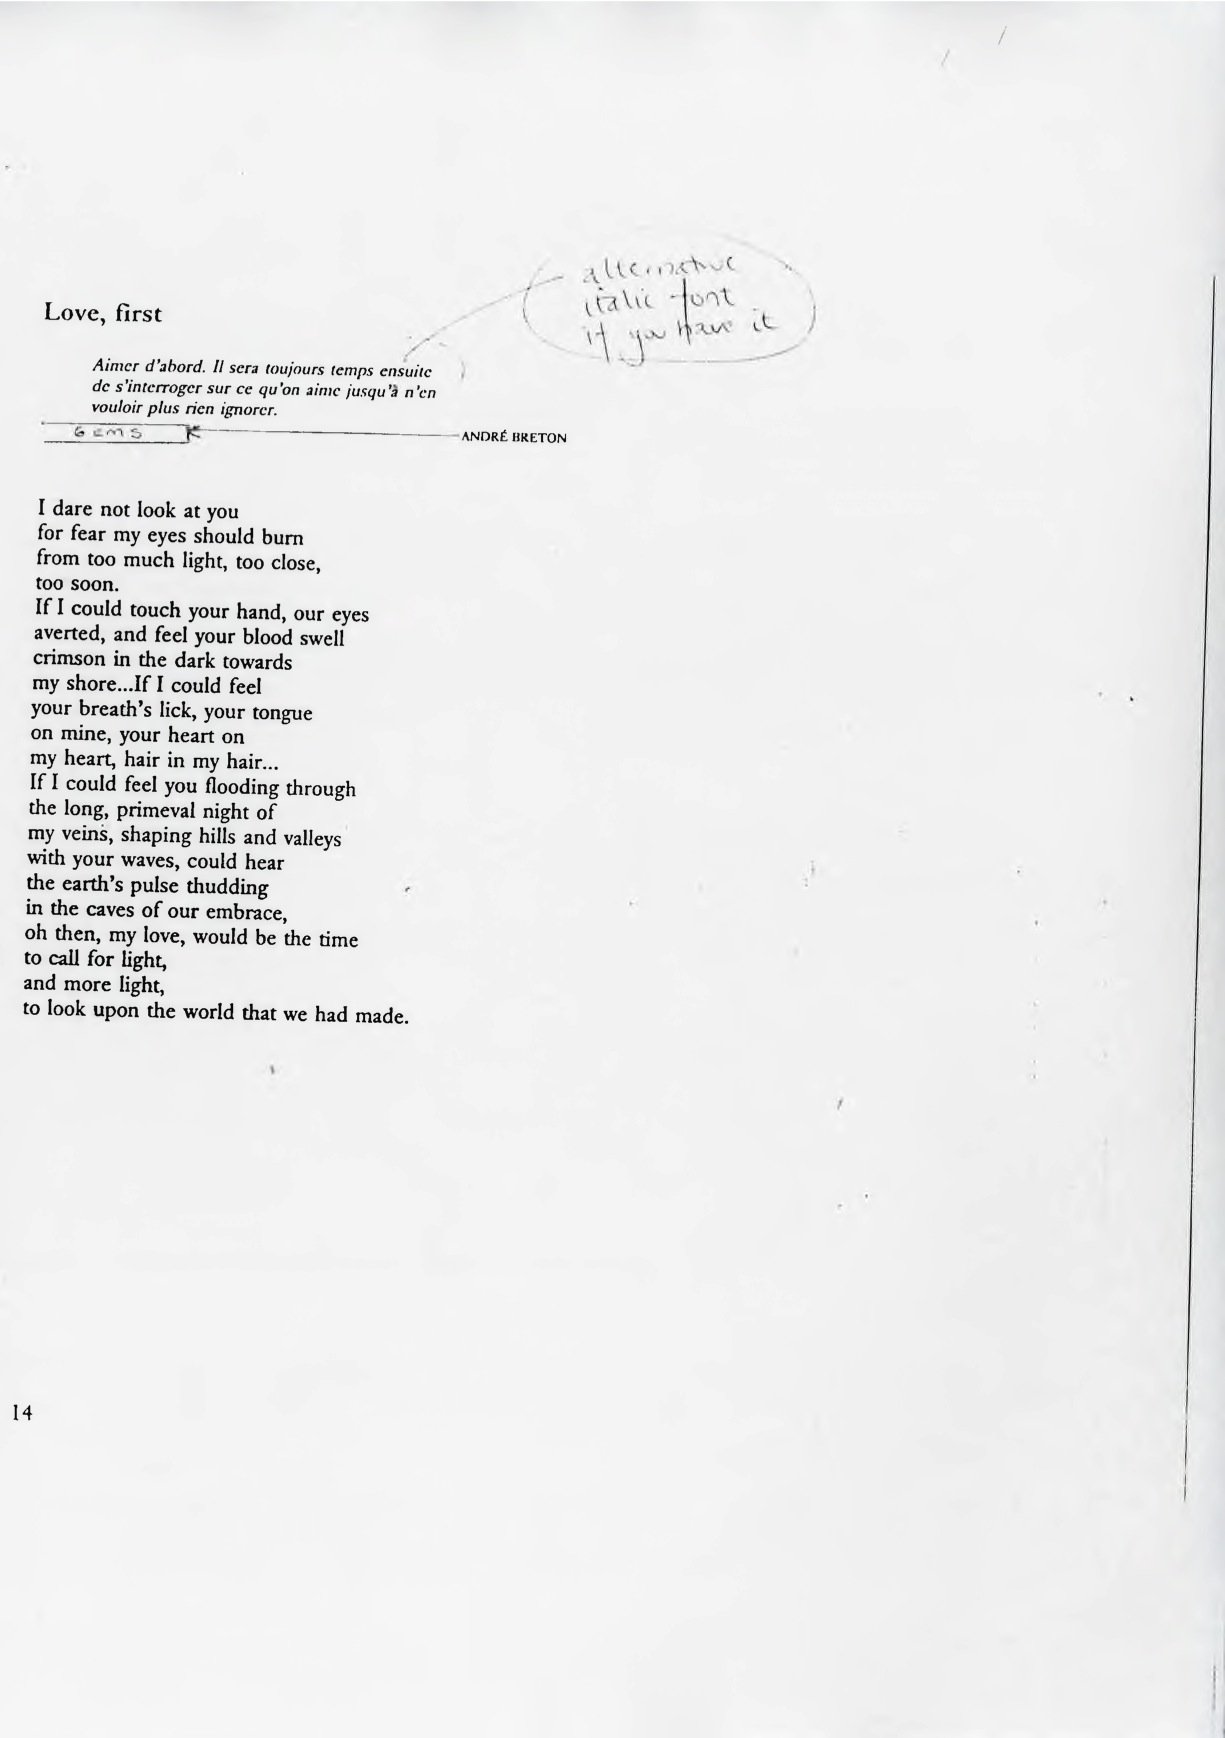 alternative
italic font
if you have it
Love, first
Aimer d'abord. Il sera toujours temps ensuite
de s'interroger sur ce qu'on aime jusqu'à n'en
vouloir plus rien ignorer.
6 EMS
ANDRÉ BRETON
I dare not look at you
for fear my eyes should burn
from too much light, too close,
too soon.
If I could touch your hand, our eyes
averted, and feel your blood swell
crimson in the dark towards
my shore...If I could feel
your breath's lick, your tongue
on mine, your heart on
my heart, hair in my hair...
If I could feel you flooding through
the long, primeval night of
my veins, shaping hills and valleys
with your waves, could hear
the earth's pulse thudding
in the caves of our embrace,
oh then, my love, would be the time
to call for light,
and more light,
to look upon the world that we had made.
14